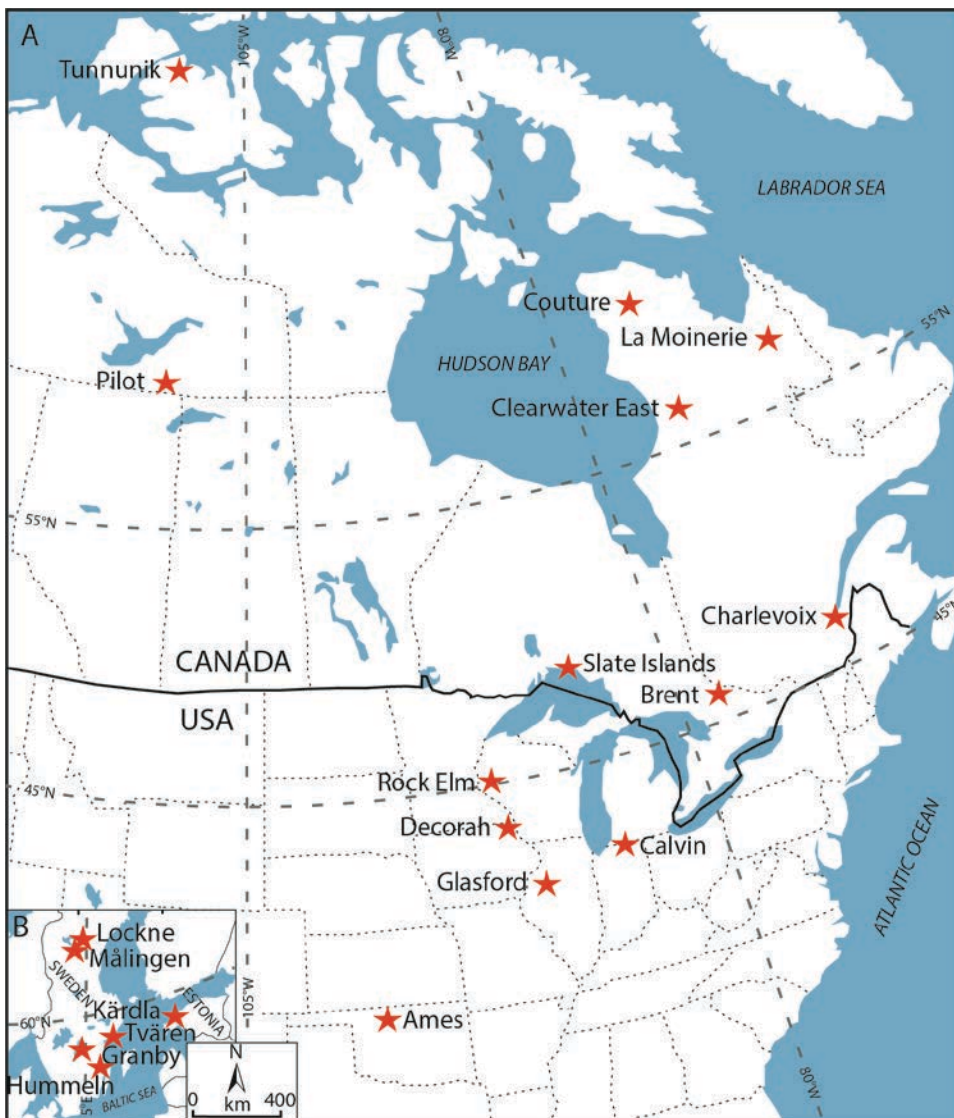 A
Tunnunik
105°W
80°W
LABRADOR SEA
Couture
La Moinerie
55°N
HUDSON BAY
Pilot
Clearwater East
55°N
Charlevoix
45°N
CANADA
Slate Islands
Brent
USA
Rock Elm
45°N
Decorah
Calvin
Glasford
ATLANTIC OCEAN
B
Lockne
Målingen
SWEDEN
ESTONIA
Kärdla
105°W
60°N
Tvären
Ames
Granby
Hummeln
BALTIC SEA
N
km 400
80°W